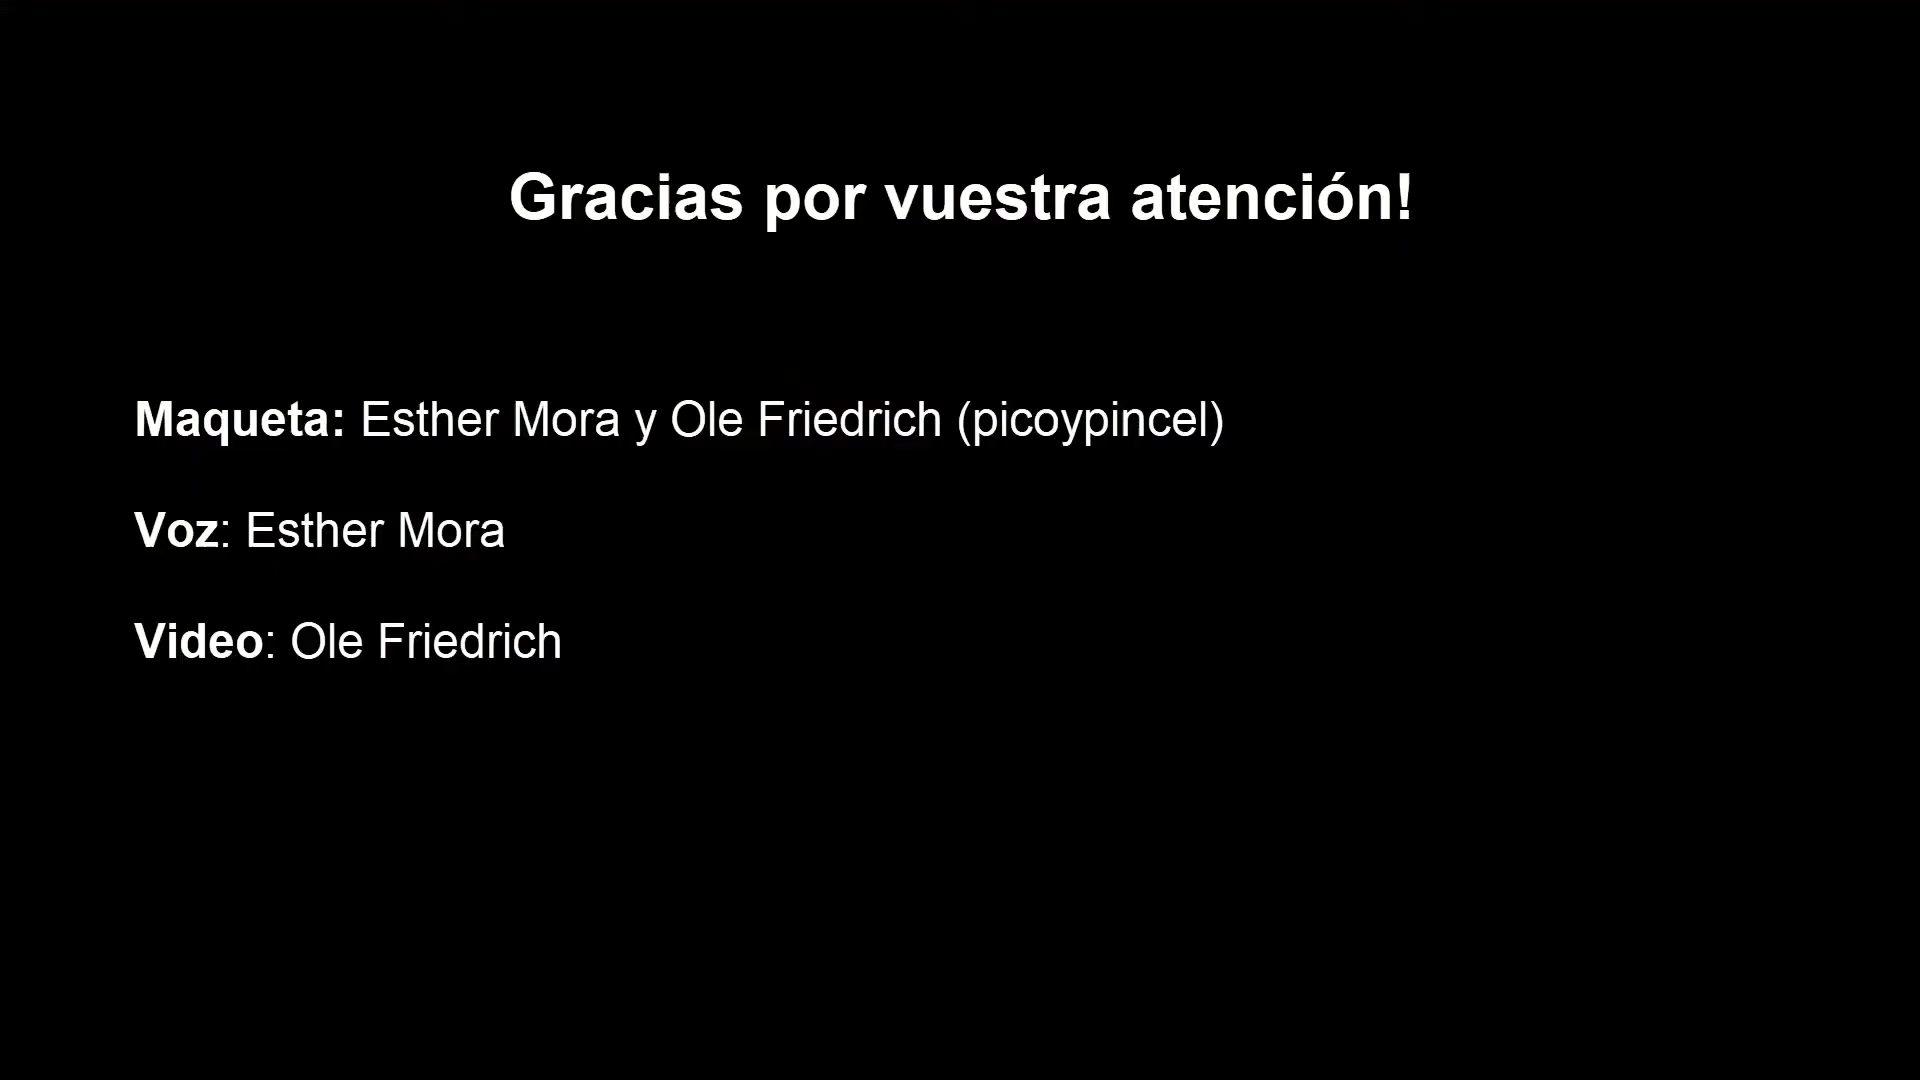 Gracias por vuestra atención!
Maqueta: Esther Mora y Ole Friedrich (picoypincel)
Voz: Esther Mora
Video: Ole Friedrich